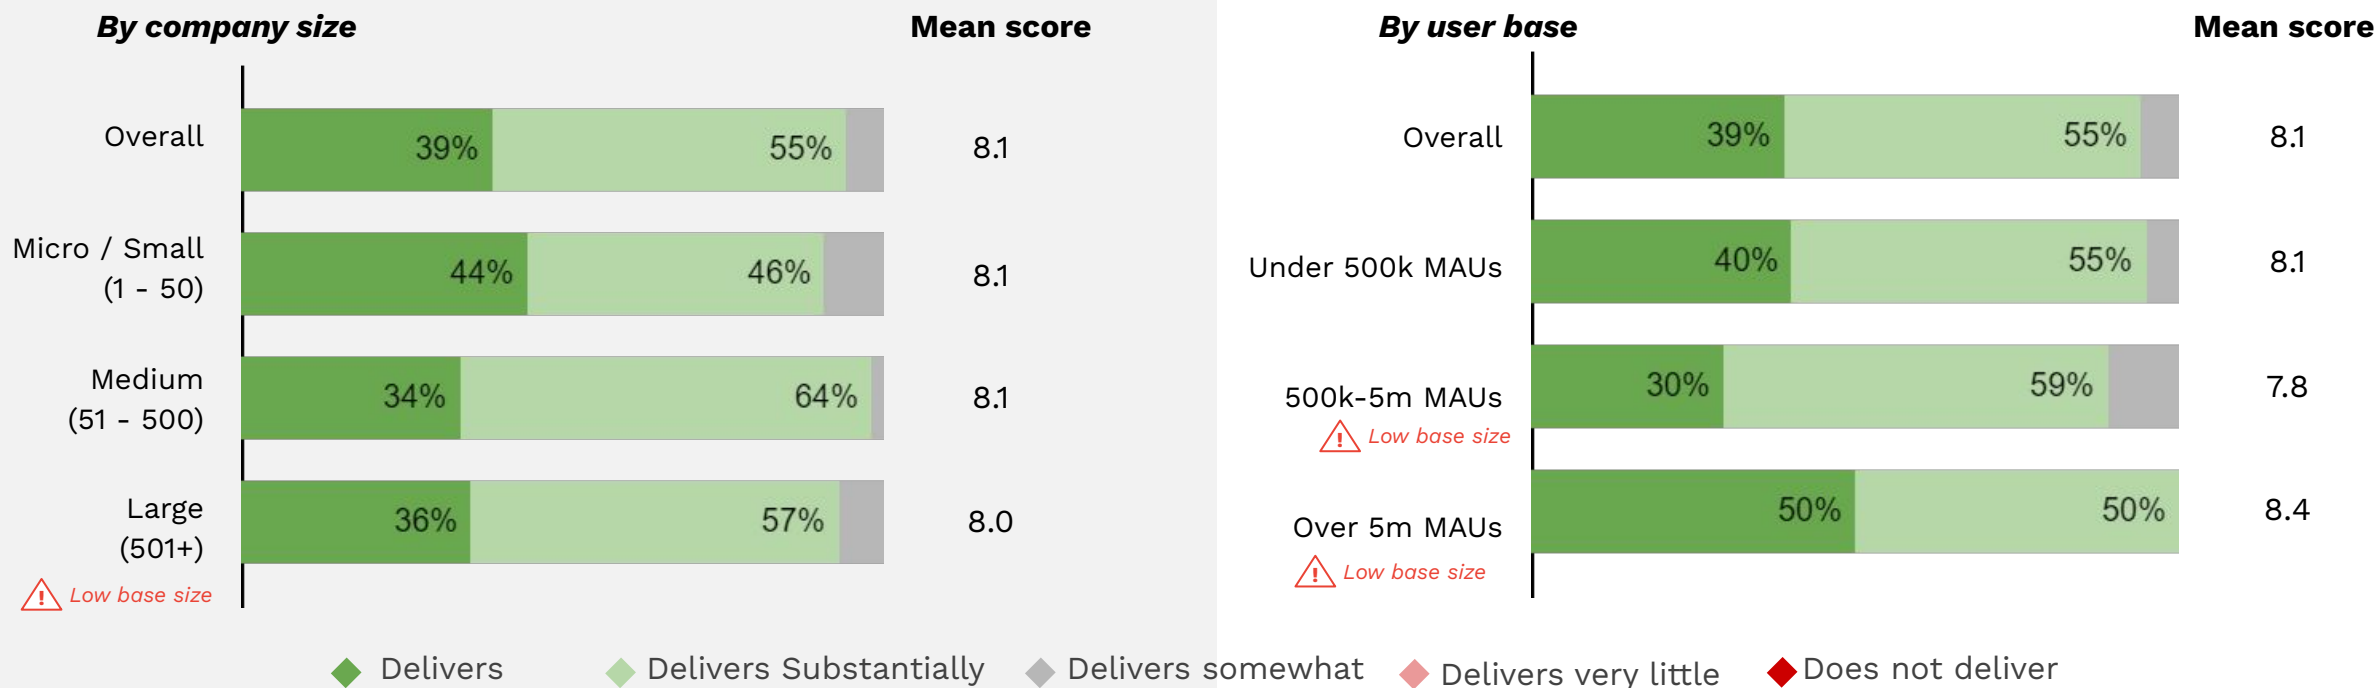 By company size
Mean score
Overall
39%
55%
8.1
Micro / Small
(1 - 50)
44%
46%
8.1
Medium
(51 - 500)
34%
64%
8.1
Large
(501+)
36%
57%
8.0
Low base size
By user base
Mean score
Overall
39%
55%
8.1
Under 500k MAUs
40%
55%
8.1
500k-5m MAUs
30%
59%
7.8
Low base size
Over 5m MAUs
50%
50%
8.4
Low base size
Delivers
Delivers Substantially
Delivers somewhat
Delivers very little
Does not deliver